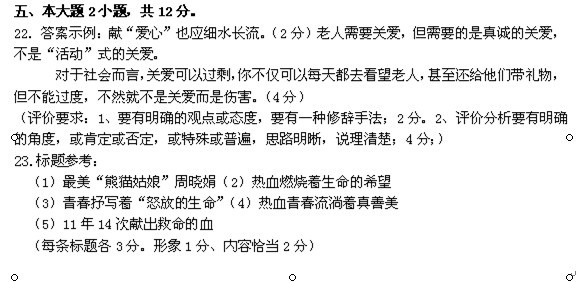 五、本大题2小题，共12分。
22. 答案示例：献“爱心”也应细水长流。（2分）老人需要关爱，但需要的是真诚的关爱，
不是“活动”式的关爱。
对于社会而言，关爱可以过剩，你不仅可以每天都去看望老人，甚至还给他们带礼物，
但不能过度，不然就不是关爱而是伤害。（4分）
（评价要求：1、要有明确的观点或态度，要有一种修辞手法；2分。2、评价分析要有明确
的角度，或肯定或否定，或特殊或普遍，思路明晰，说理清楚；4分；）
23.标题参考：
（1）最美“熊猫姑娘”周晓娟（2）热血燃烧着生命的希望
（3）青春抒写着“怒放的生命”（4）热血青春流淌着真善美
（5）11年14次献出救命的血
（每条标题各3分。形象1分、内容恰当2分）